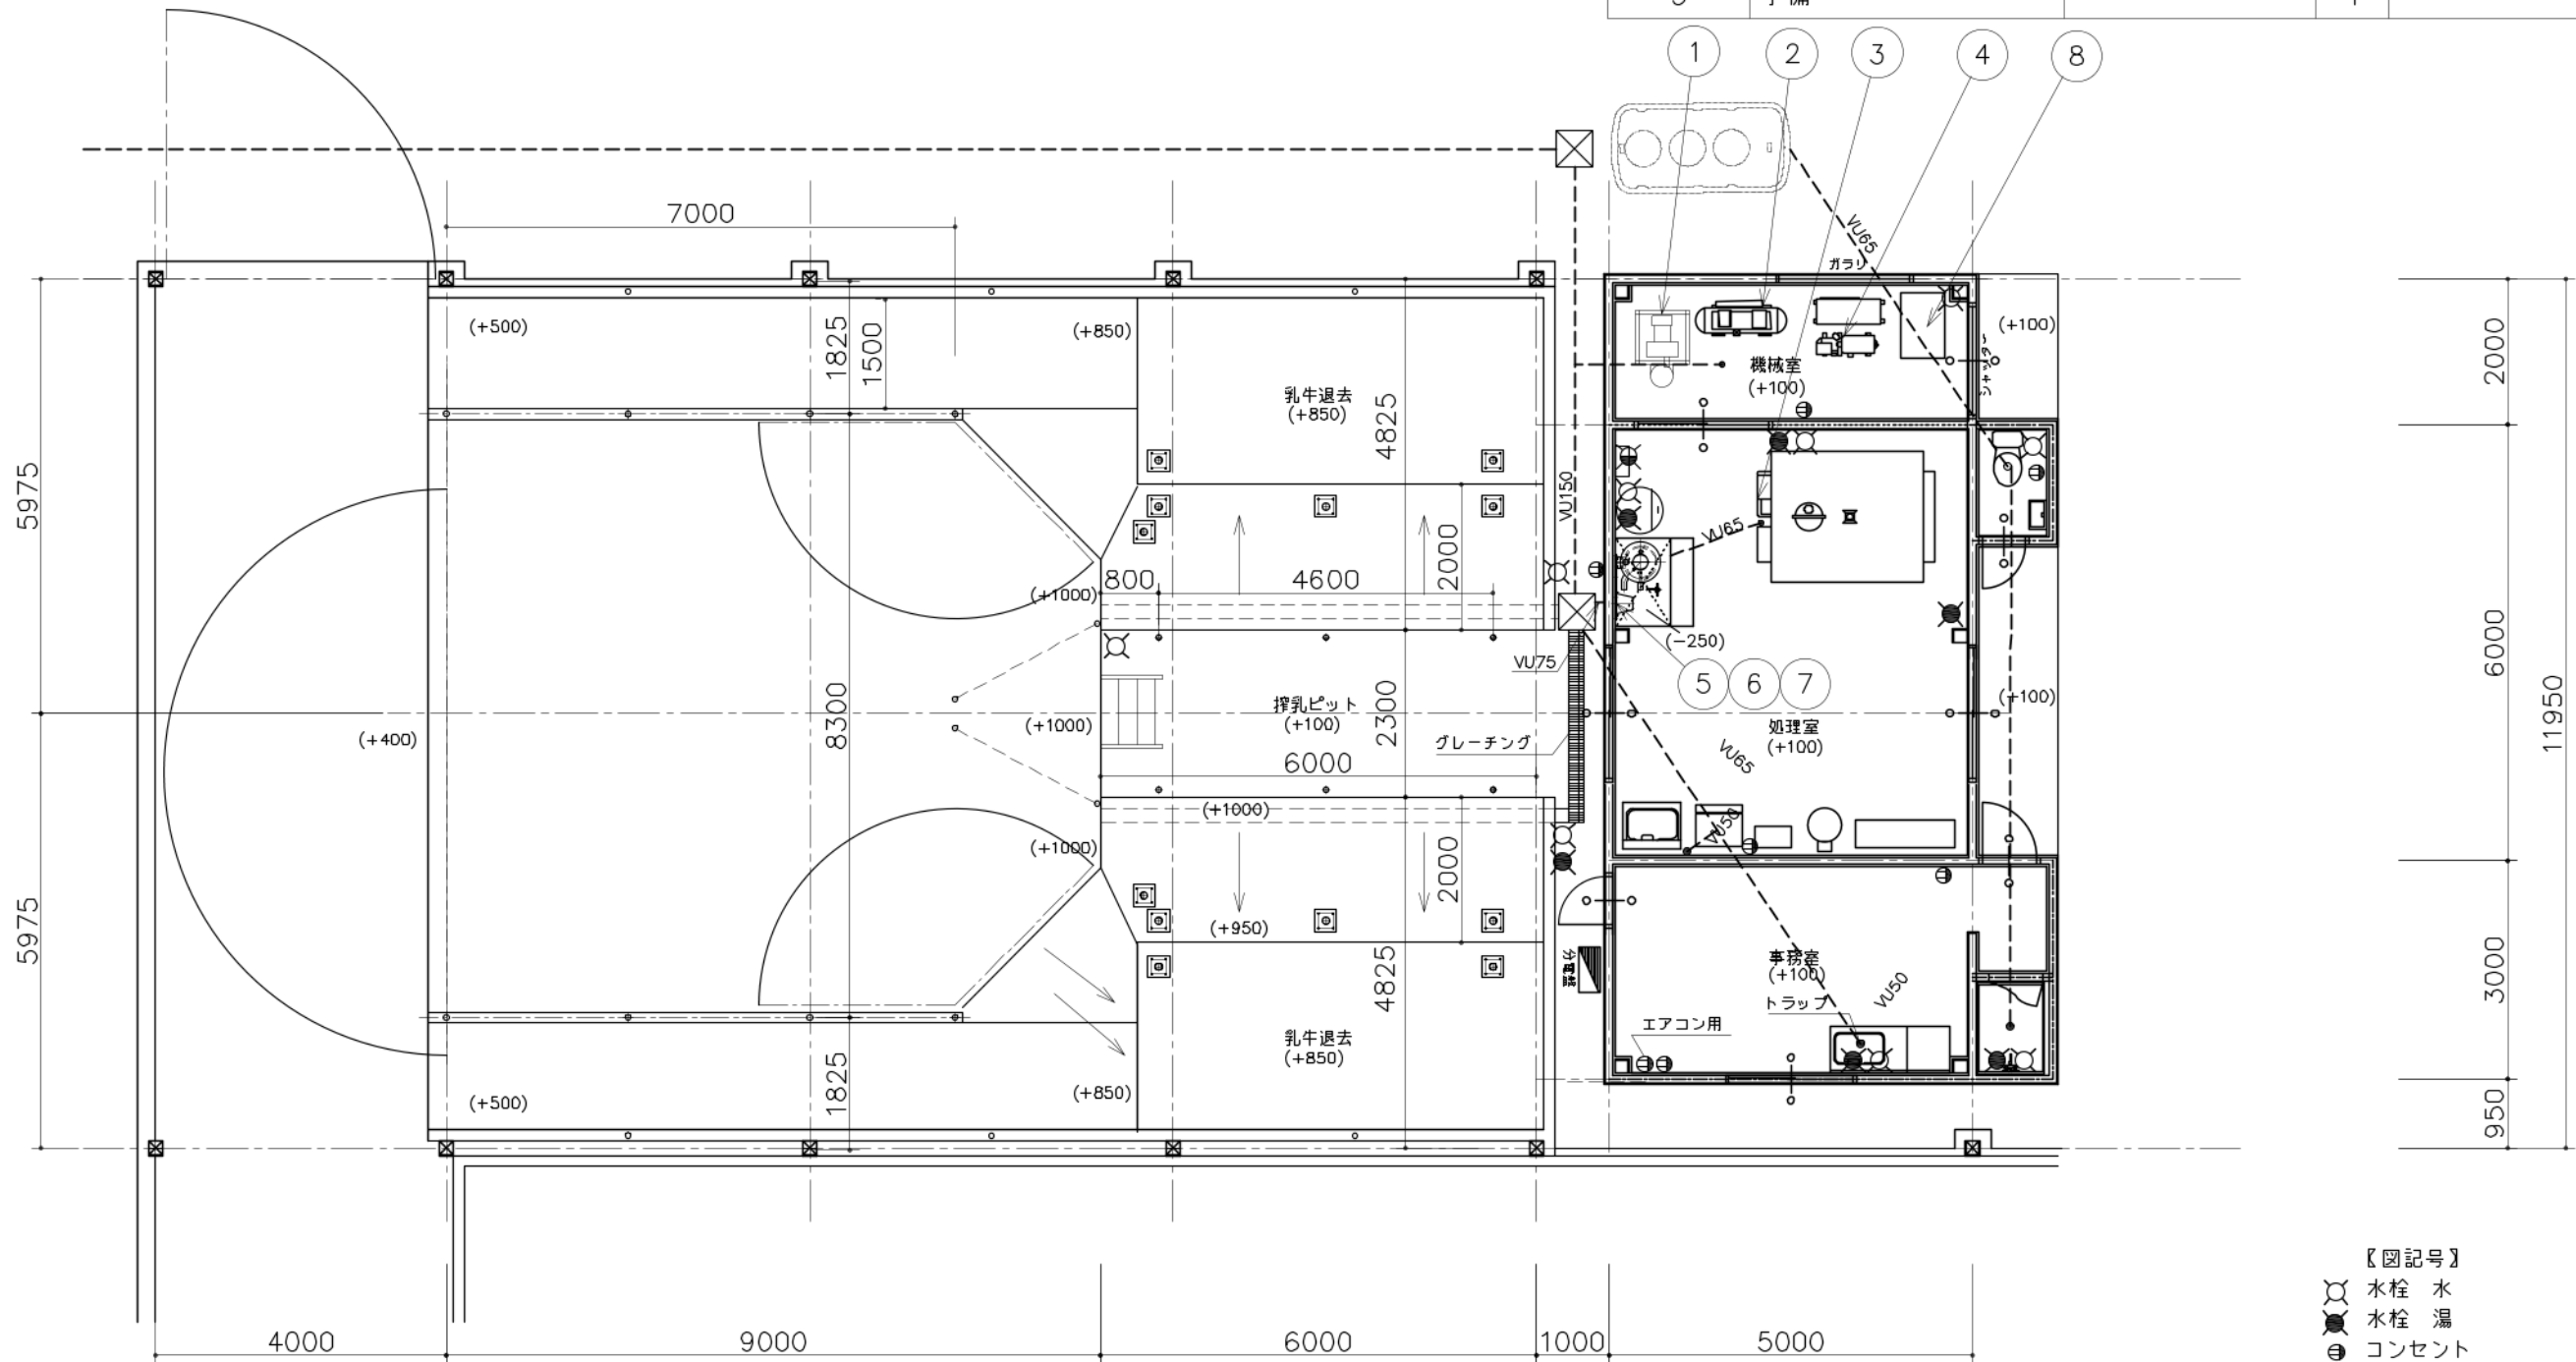 1
2
3
4
8
7000
VU65
ガラリ
(+500)
1825
1500
(+850)
機械室
(+100)
シャッター
(+100)
2000
乳牛退去
(+850)
4825
5975
VU150
VU65
800
4600
2000
(+1000)
(-250)
VU75
5
6
7
6000
11950
8300
搾乳ピット
(+100)
2300
(+1000)
(+400)
グレーチング
処理室
(+100)
(+100)
VU65
6000
(+1000)
(+1000)
VU50
2000
(+950)
5975
4825
分電盤
事務室
(+100)
トラップ
VU50
3000
エアコン用
乳牛退去
(+850)
1825
(+500)
(+850)
950
【図記号】
水栓 水
水栓 湯
コンセント
4000
9000
6000
1000
5000